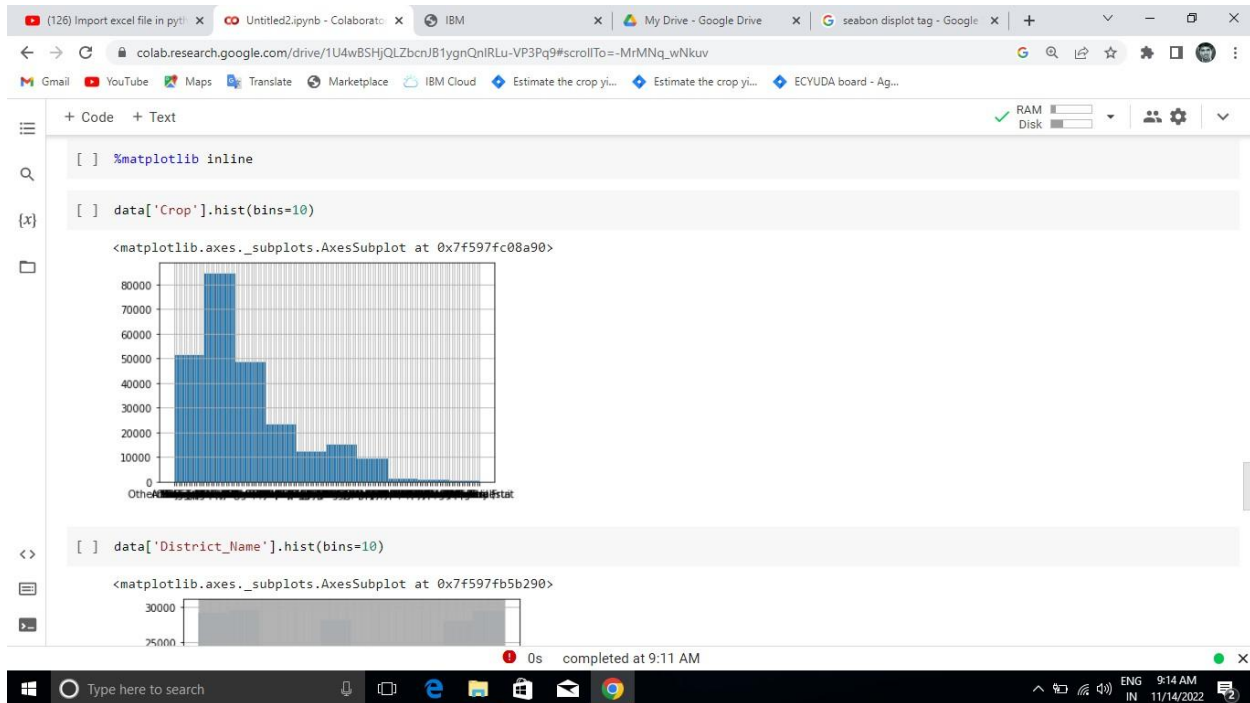 (126) Import excel file in pyth
Untitled2.ipynb - Colaborato
IBM
My Drive - Google Drive
seabon displot tag - Google
colab.research.google.com/drive/1U4wBSHjQLZbcnJB1ygnQnIRLu-VP3Pq9#scrollTo=-MrMNq_wNkuv
Gmail YouTube Maps Translate Marketplace IBM Cloud Estimate the crop yi... Estimate the crop yi... ECYUDA board - Ag...
+ Code + Text
RAM
Disk
[ ] %matplotlib inline
{x}
[ ] data['Crop'].hist(bins=10)
<matplotlib.axes._subplots.AxesSubplot at 0x7f597fc08a90>
80000
70000
60000
50000
40000
30000
20000
10000
0
[ ] data['District_Name'].hist(bins=10)
<matplotlib.axes._subplots.AxesSubplot at 0x7f597fb5b290>
30000
25000
0s completed at 9:11 AM
Type here to search
ENG
IN
9:14 AM
11/14/2022
2